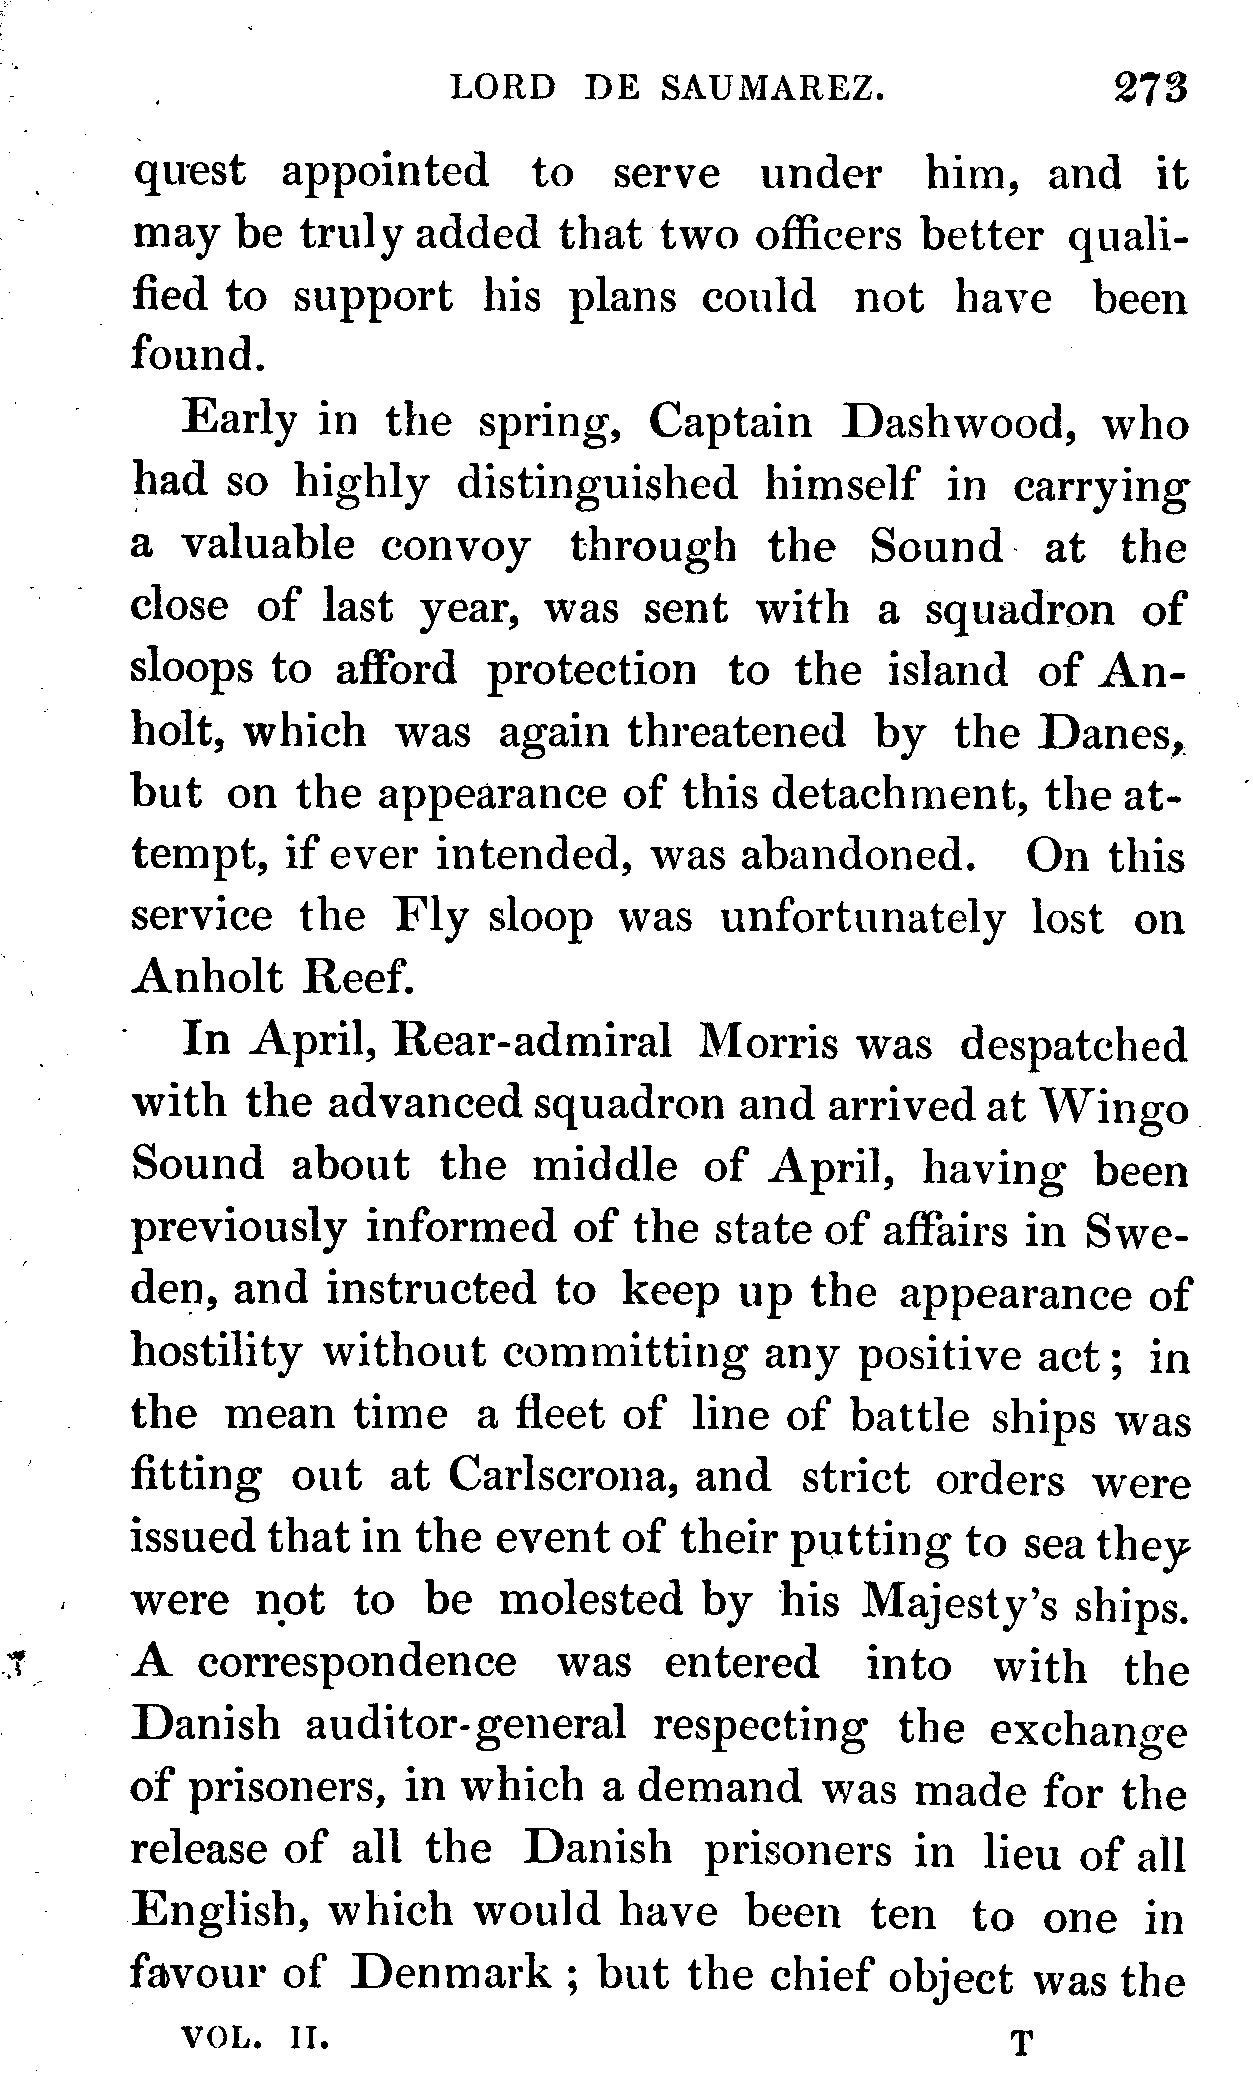 LORD DE SAUMAREZ. 273
quest appointed to serve under him, and it
may be truly added that two officers better quali-
fied to support his plans could not have been
found.
Early in the spring, Captain Dashwood, who
had so highly distinguished himself in carrying
a valuable convoy through the Sound at the
close of last year, was sent with a squadron of
sloops to afford protection to the island of An-
holt, which was again threatened by the Danes,
but on the appearance of this detachment, the at-
tempt, if ever intended, was abandoned. On this
service the Fly sloop was unfortunately lost on
Anholt Reef.
In April, Rear-admiral Morris was despatched
with the advanced squadron and arrived at Wingo
Sound about the middle of April, having been
previously informed of the state of affairs in Swe-
den, and instructed to keep up the appearance of
hostility without committing any positive act; in
the mean time a fleet of line of battle ships was
fitting out at Carlscrona, and strict orders were
issued that in the event of their putting to sea they
were not to be molested by his Majesty's ships.
A correspondence was entered into with the
Danish auditor-general respecting the exchange
of prisoners, in which a demand was made for the
release of all the Danish prisoners in lieu of all
English, which would have been ten to one in
favour of Denmark ; but the chief object was the
VOL. II. T